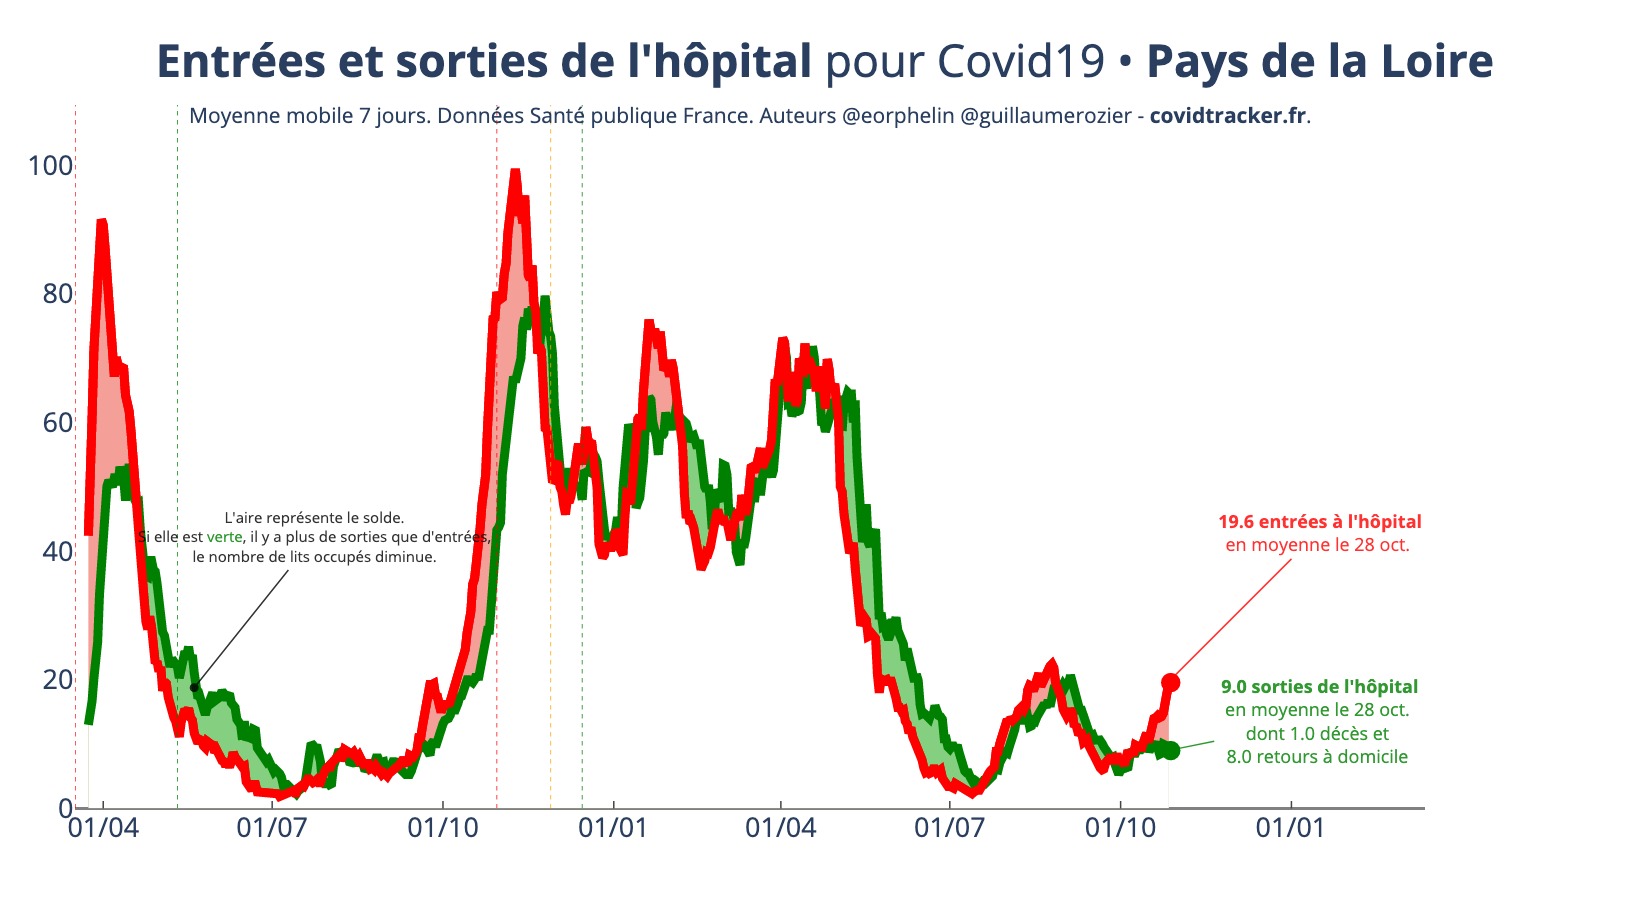 Entrées et sorties de l'hôpital pour Covid19 • Pays de la Loire
Moyenne mobile 7 jours. Données Santé publique France. Auteurs @eorphelin @guillaumerozier - covidtracker.fr.
100
80
60
40
20
0
L'aire représente le solde.
Si elle est verte, il y a plus de sorties que d'entrées,
le nombre de lits occupés diminue.
19.6 entrées à l'hôpital
en moyenne le 28 oct.
9.0 sorties de l'hôpital
en moyenne le 28 oct.
dont 1.0 décès et
8.0 retours à domicile
01/04 01/07 01/10 01/01 01/04 01/07 01/10 01/01